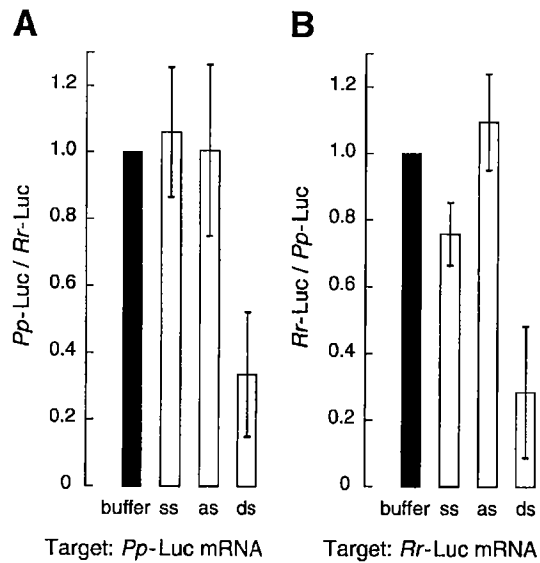 A
Pp-Luc / Rr-Luc
1.2
1.0
0.8
0.6
0.4
0.2
0
buffer ss as ds
Target: Pp-Luc mRNA
B
Rr-Luc / Pp-Luc
1.2
1.0
0.8
0.6
0.4
0.2
0
buffer ss as ds
Target: Rr-Luc mRNA